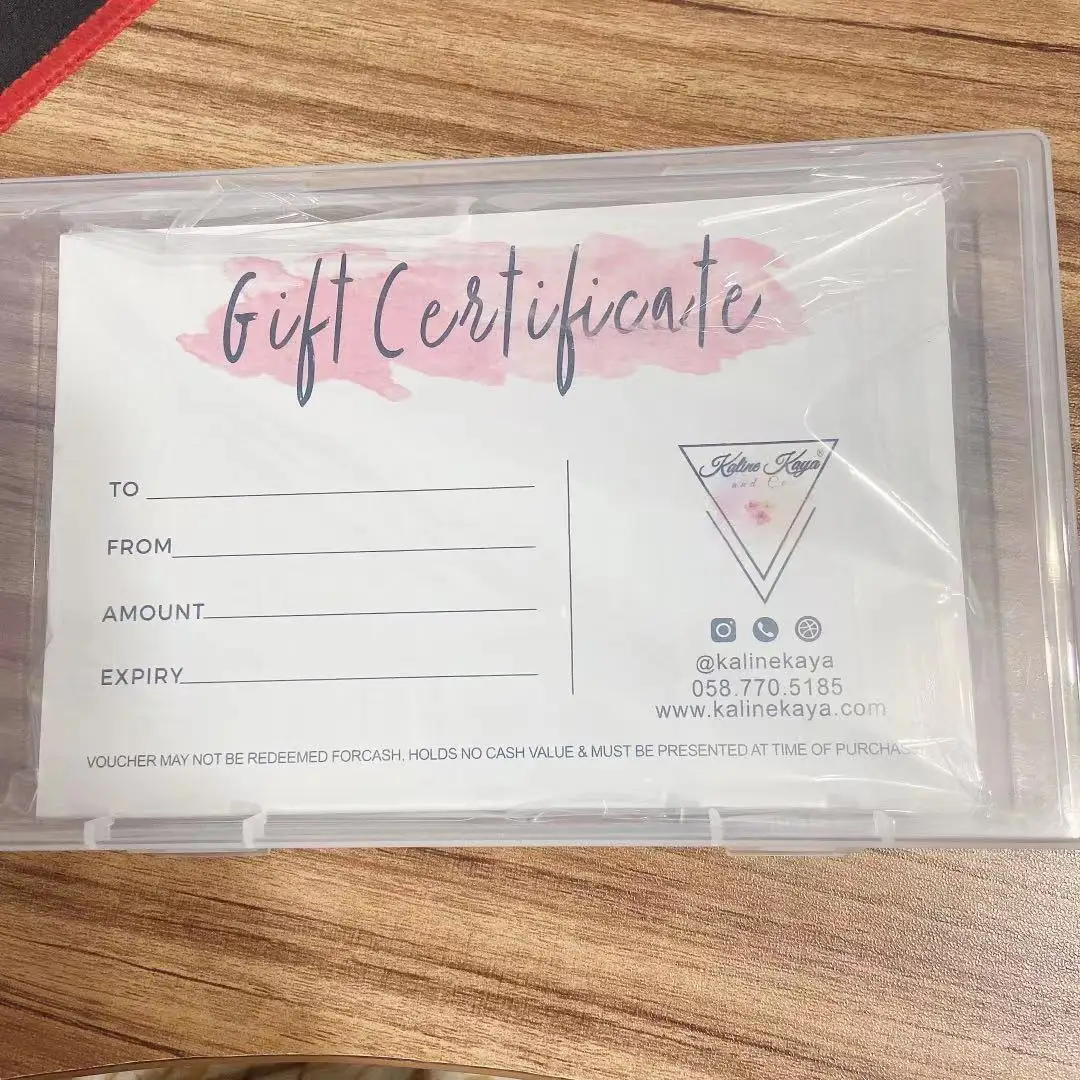 Gift Certificate
TO
FROM
AMOUNT
EXPIRY
Kaline Kaya®
and Co
@kalinekaya
058.770.5185
www.kalinekaya.com
VOUCHER MAY NOT BE REDEEMED FORCASH, HOLDS NO CASH VALUE & MUST BE PRESENTED AT TIME OF PURCHAS